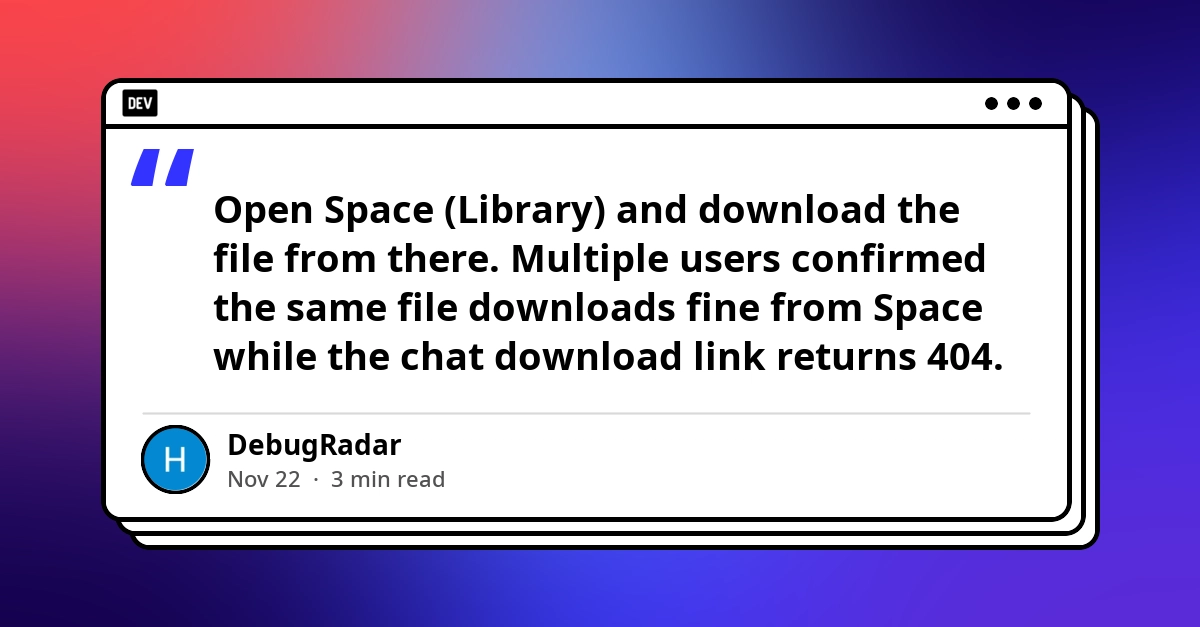 DEV
“
Open Space (Library) and download the
file from there. Multiple users confirmed
the same file downloads fine from Space
while the chat download link returns 404.
H
DebugRadar
Nov 22 · 3 min read